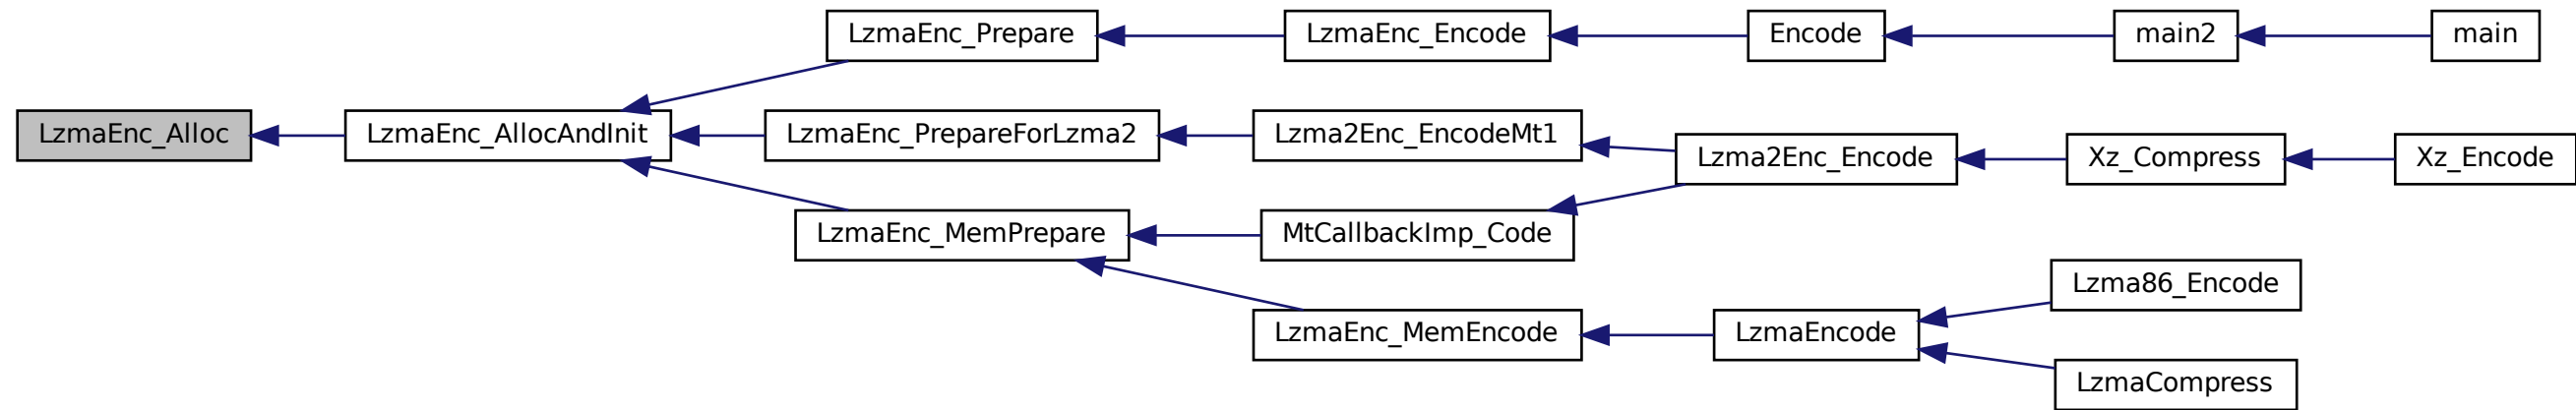 LzmaEnc_Prepare
LzmaEnc_Encode
Encode
main2
main
LzmaEnc_Alloc
LzmaEnc_AllocAndInit
LzmaEnc_PrepareForLzma2
Lzma2Enc_EncodeMt1
Lzma2Enc_Encode
Xz_Compress
Xz_Encode
LzmaEnc_MemPrepare
MtCallbackImp_Code
Lzma86_Encode
LzmaEnc_MemEncode
LzmaEncode
LzmaCompress